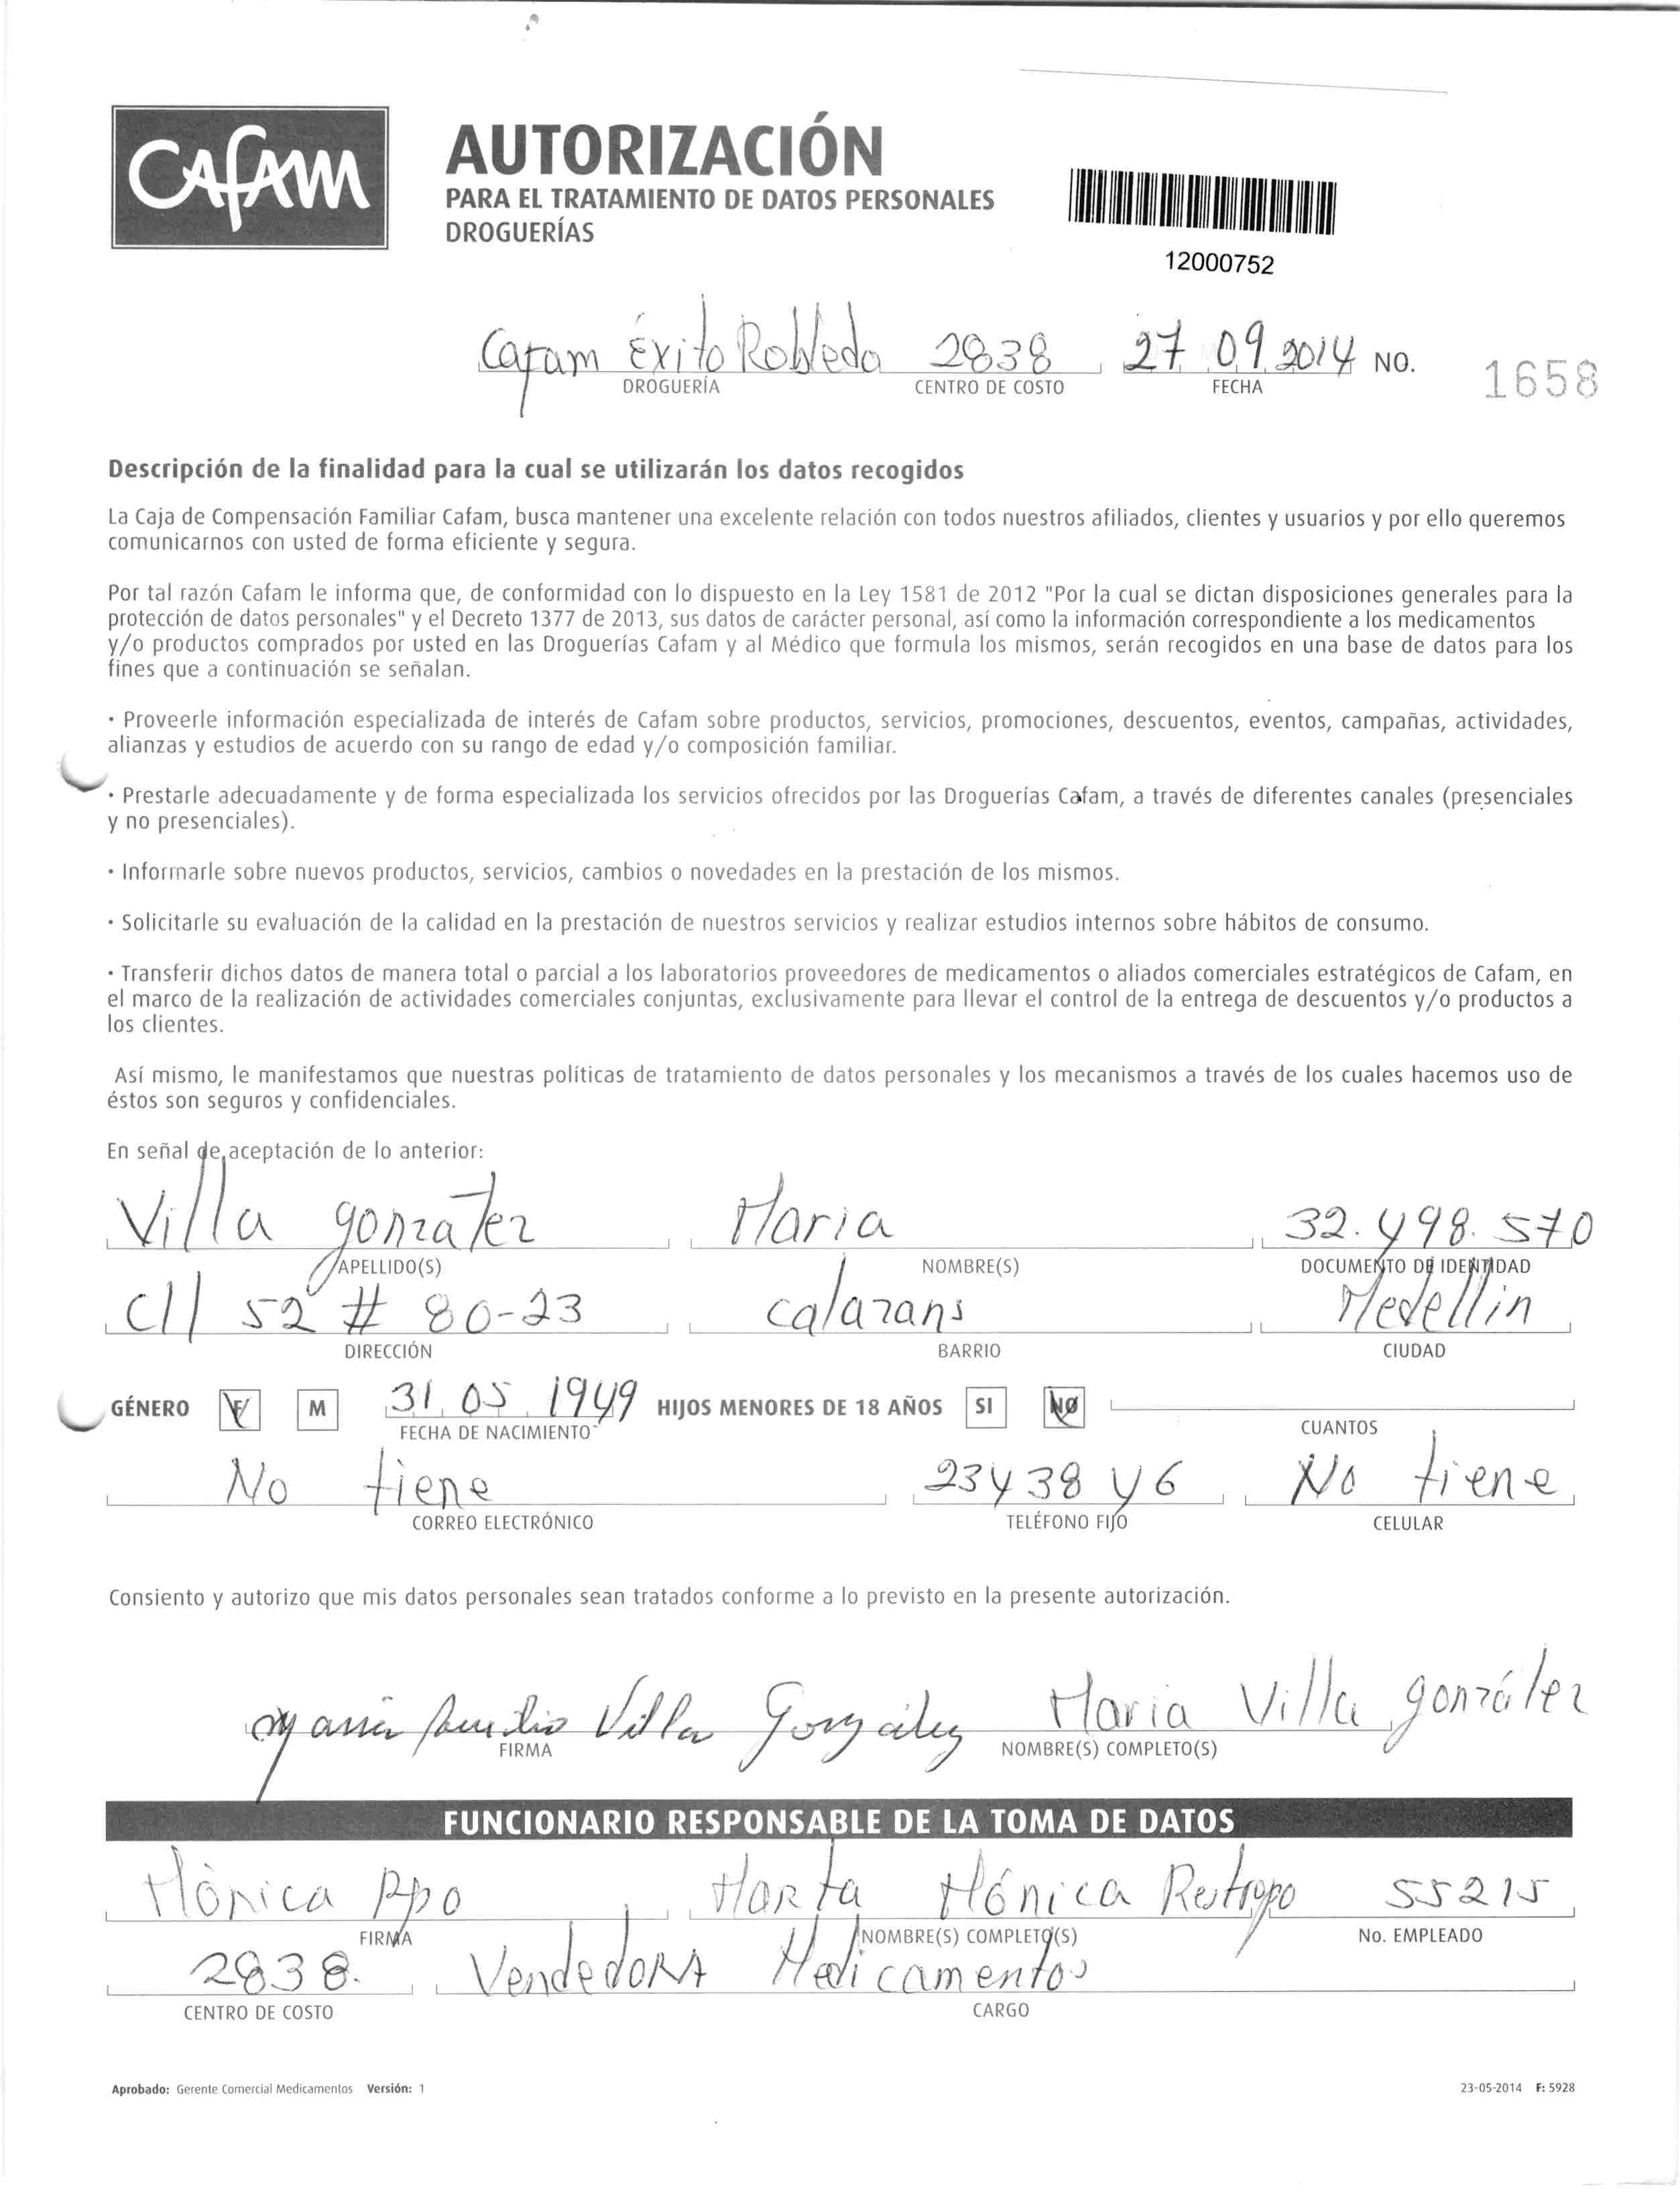 CAfAM
AUTORIZACIÓN
PARA EL TRATAMIENTO DE DATOS PERSONALES
DROGUERÍAS
12000752
Cafam Éxito Robledo 2838 27 09 2014 NO. 1658
DROGUERÍA CENTRO DE COSTO FECHA
Descripción de la finalidad para la cual se utilizarán los datos recogidos
La Caja de Compensación Familiar Cafam, busca mantener una excelente relación con todos nuestros afiliados, clientes y usuarios y por ello queremos
comunicarnos con usted de forma eficiente y segura.
Por tal razón Cafam le informa que, de conformidad con lo dispuesto en la Ley 1581 de 2012 "Por la cual se dictan disposiciones generales para la
protección de datos personales" y el Decreto 1377 de 2013, sus datos de carácter personal, así como la información correspondiente a los medicamentos
y/o productos comprados por usted en las Droguerías Cafam y al Médico que formula los mismos, serán recogidos en una base de datos para los
fines que a continuación se señalan.
· Proveerle información especializada de interés de Cafam sobre productos, servicios, promociones, descuentos, eventos, campañas, actividades,
alianzas y estudios de acuerdo con su rango de edad y/o composición familiar.
· Prestarle adecuadamente y de forma especializada los servicios ofrecidos por las Droguerías Cafam, a través de diferentes canales (presenciales
y no presenciales).
· Informarle sobre nuevos productos, servicios, cambios o novedades en la prestación de los mismos.
· Solicitarle su evaluación de la calidad en la prestación de nuestros servicios y realizar estudios internos sobre hábitos de consumo.
· Transferir dichos datos de manera total o parcial a los laboratorios proveedores de medicamentos o aliados comerciales estratégicos de Cafam, en
el marco de la realización de actividades comerciales conjuntas, exclusivamente para llevar el control de la entrega de descuentos y/o productos a
los clientes.
Así mismo, le manifestamos que nuestras políticas de tratamiento de datos personales y los mecanismos a través de los cuales hacemos uso de
éstos son seguros y confidenciales.
En señal de aceptación de lo anterior:
Villa gonzalez Maria 32.498.570
APELLIDO(S) NOMBRE(S) DOCUMENTO DE IDENTIDAD
Cll 52 # 80-23 calazans Medellin
DIRECCIÓN BARRIO CIUDAD
GÉNERO F M 31 05 1949 HIJOS MENORES DE 18 AÑOS SI NO
FECHA DE NACIMIENTO CUANTOS
No tiene 234 38 46 No tiene
CORREO ELECTRÓNICO TELÉFONO FIJO CELULAR
Consiento y autorizo que mis datos personales sean tratados conforme a lo previsto en la presente autorización.
Maria Villa González Maria Villa gonzález
FIRMA NOMBRE(S) COMPLETO(S)
FUNCIONARIO RESPONSABLE DE LA TOMA DE DATOS
Mónica Rpo Marta Mónica Restrepo 55215
FIRMA NOMBRE(S) COMPLETO(S) No. EMPLEADO
2838. VendedoRA Medicamentos
CENTRO DE COSTO CARGO
Aprobado: Gerente Comercial Medicamentos Versión: 1 23-05-2014 F: 5928